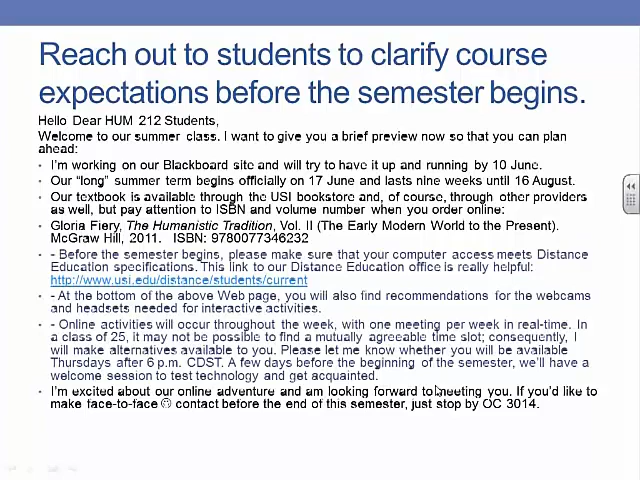 Reach out to students to clarify course
expectations before the semester begins.
Hello Dear HUM 212 Students,
Welcome to our summer class. I want to give you a brief preview now so that you can plan
ahead:
• I'm working on our Blackboard site and will try to have it up and running by 10 June.
• Our "long" summer term begins officially on 17 June and lasts nine weeks until 16 August.
• Our textbook is available through the USI bookstore and, of course, through other providers
as well, but pay attention to ISBN and volume number when you order online:
• Gloria Fiery, The Humanistic Tradition, Vol. II (The Early Modern World to the Present).
McGraw Hill, 2011. ISBN: 9780077346232
• - Before the semester begins, please make sure that your computer access meets Distance
Education specifications. This link to our Distance Education office is really helpful:
http://www.usi.edu/distance/students/current
• - At the bottom of the above Web page, you will also find recommendations for the webcams
and headsets needed for interactive activities.
• - Online activities will occur throughout the week, with one meeting per week in real-time. In
a class of 25, it may not be possible to find a mutually agreeable time slot; consequently, I
will make alternatives available to you. Please let me know whether you will be available
Thursdays after 6 p.m. CDST. A few days before the beginning of the semester, we'll have a
welcome session to test technology and get acquainted.
• I'm excited about our online adventure and am looking forward to meeting you. If you'd like to
make face-to-face☺ contact before the end of this semester, just stop by OC 3014.